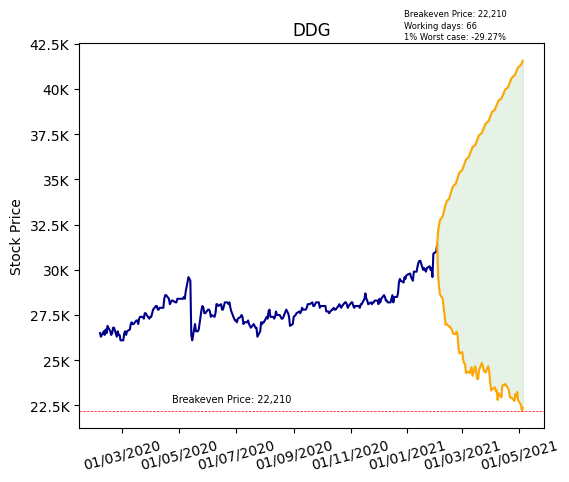 Breakeven Price: 22,210
Working days: 66
1% Worst case: -29.27%
DDG
Stock Price
42.5K
40K
37.5K
35K
32.5K
30K
27.5K
25K
22.5K
Breakeven Price: 22,210
01/03/2020
01/05/2020
01/07/2020
01/09/2020
01/11/2020
01/01/2021
01/03/2021
01/05/2021